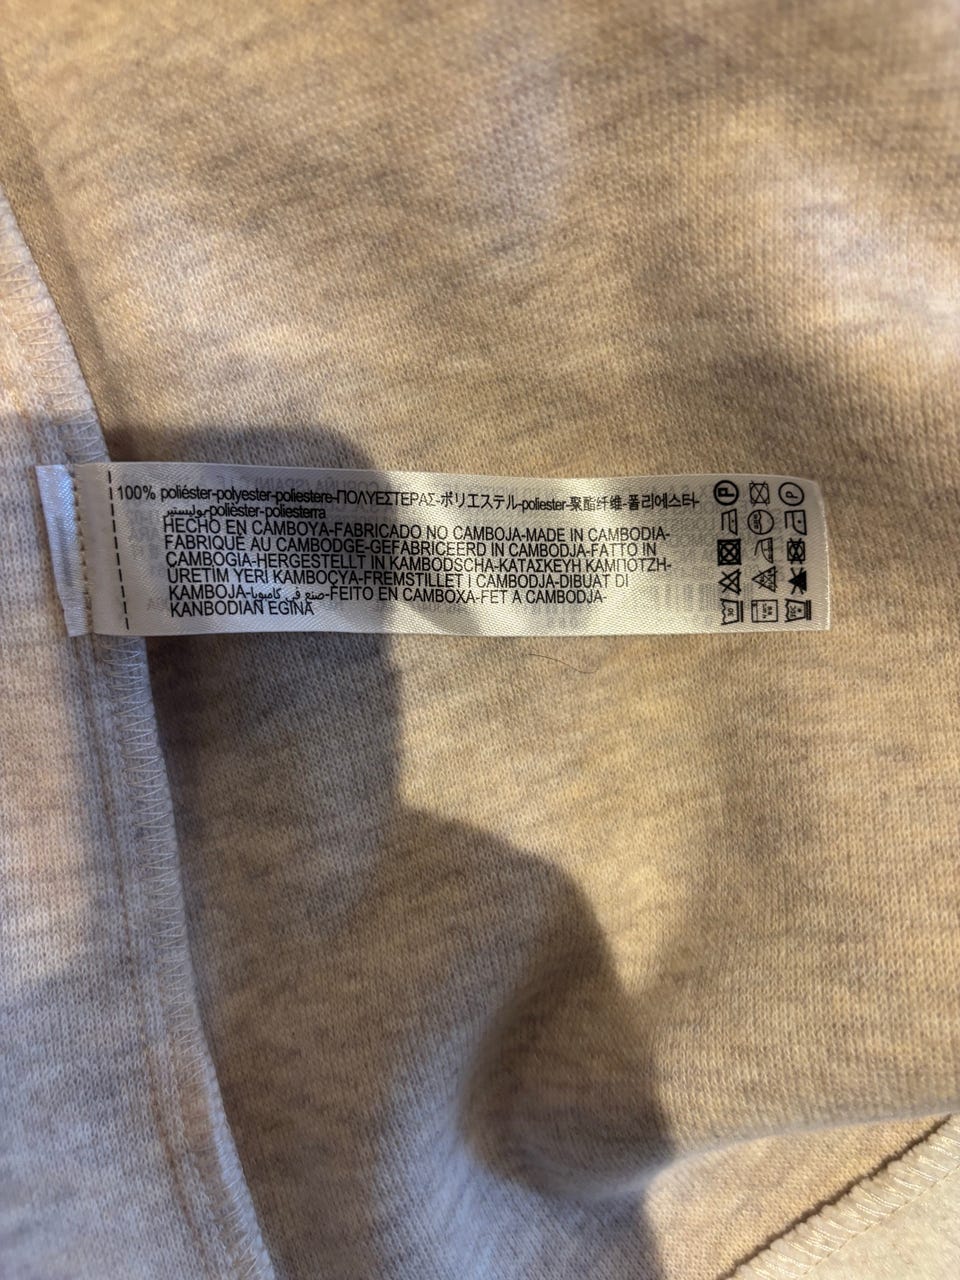 100% poliéster-polyester-poliestere-ΠΟΛΥΕΣΤΕΡΑΣ-ポリエステル-poliester-聚酯纤维-폴리에스터-
بوليستير-polièster-poliesterra
HECHO EN CAMBOYA-FABRICADO NO CAMBOJA-MADE IN CAMBODIA-
FABRIQUÉ AU CAMBODGE-GEFABRICEERD IN CAMBODJA-FATTO IN
CAMBOGIA-HERGESTELLT IN KAMBODSCHA-ΚΑΤΑΣΚΕΥΗ ΚΑΜΠΟΤΖΗ-
ÜRETİM YERİ KAMBOÇYA-FREMSTILLET I CAMBODJA-DIBUAT DI
KAMBOJA-صنع في كامبوديا-FEITO EN CAMBOXA-FET A CAMBODJA-
KANBODIAN EGINA